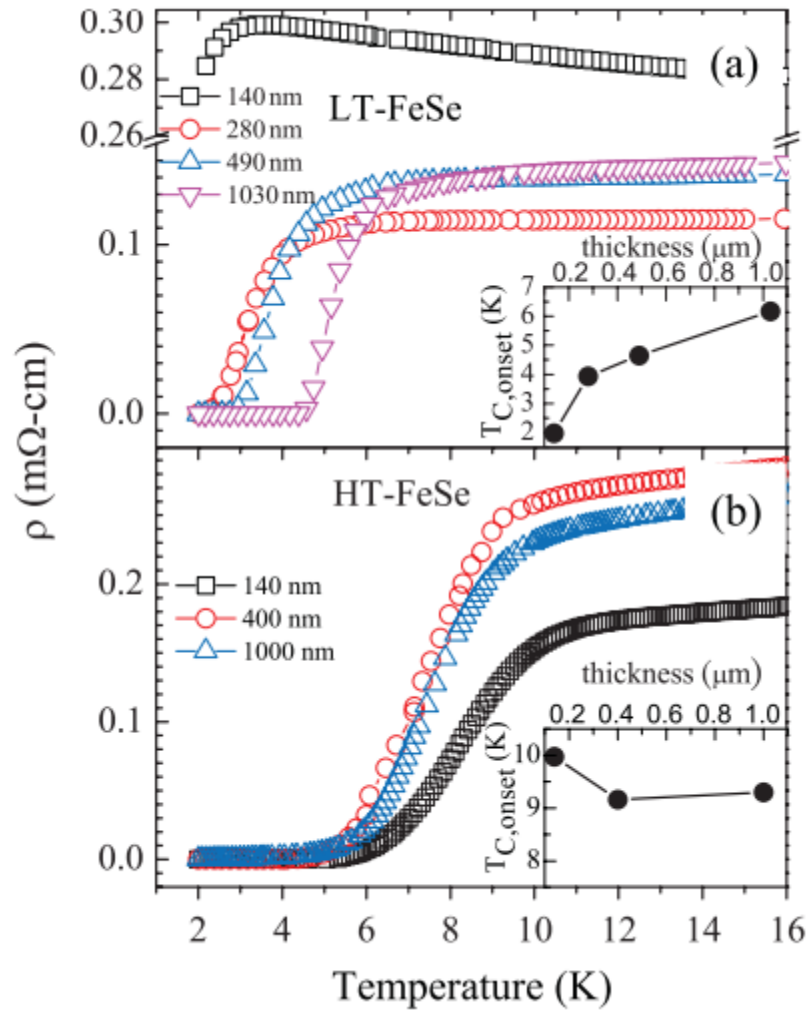 0.30
0.28
0.26
0.1
0.0
(a)
LT-FeSe
140 nm
280 nm
490 nm
1030 nm
thickness (μm)
0.2 0.4 0.6 0.8 1.0
7
6
5
4
3
2
T_C,onset (K)
ρ (mΩ-cm)
HT-FeSe
(b)
0.2
0.1
0.0
140 nm
400 nm
1000 nm
thickness (μm)
0.2 0.4 0.6 0.8 1.0
10
9
8
T_C,onset (K)
2 4 6 8 10 12 14 16
Temperature (K)